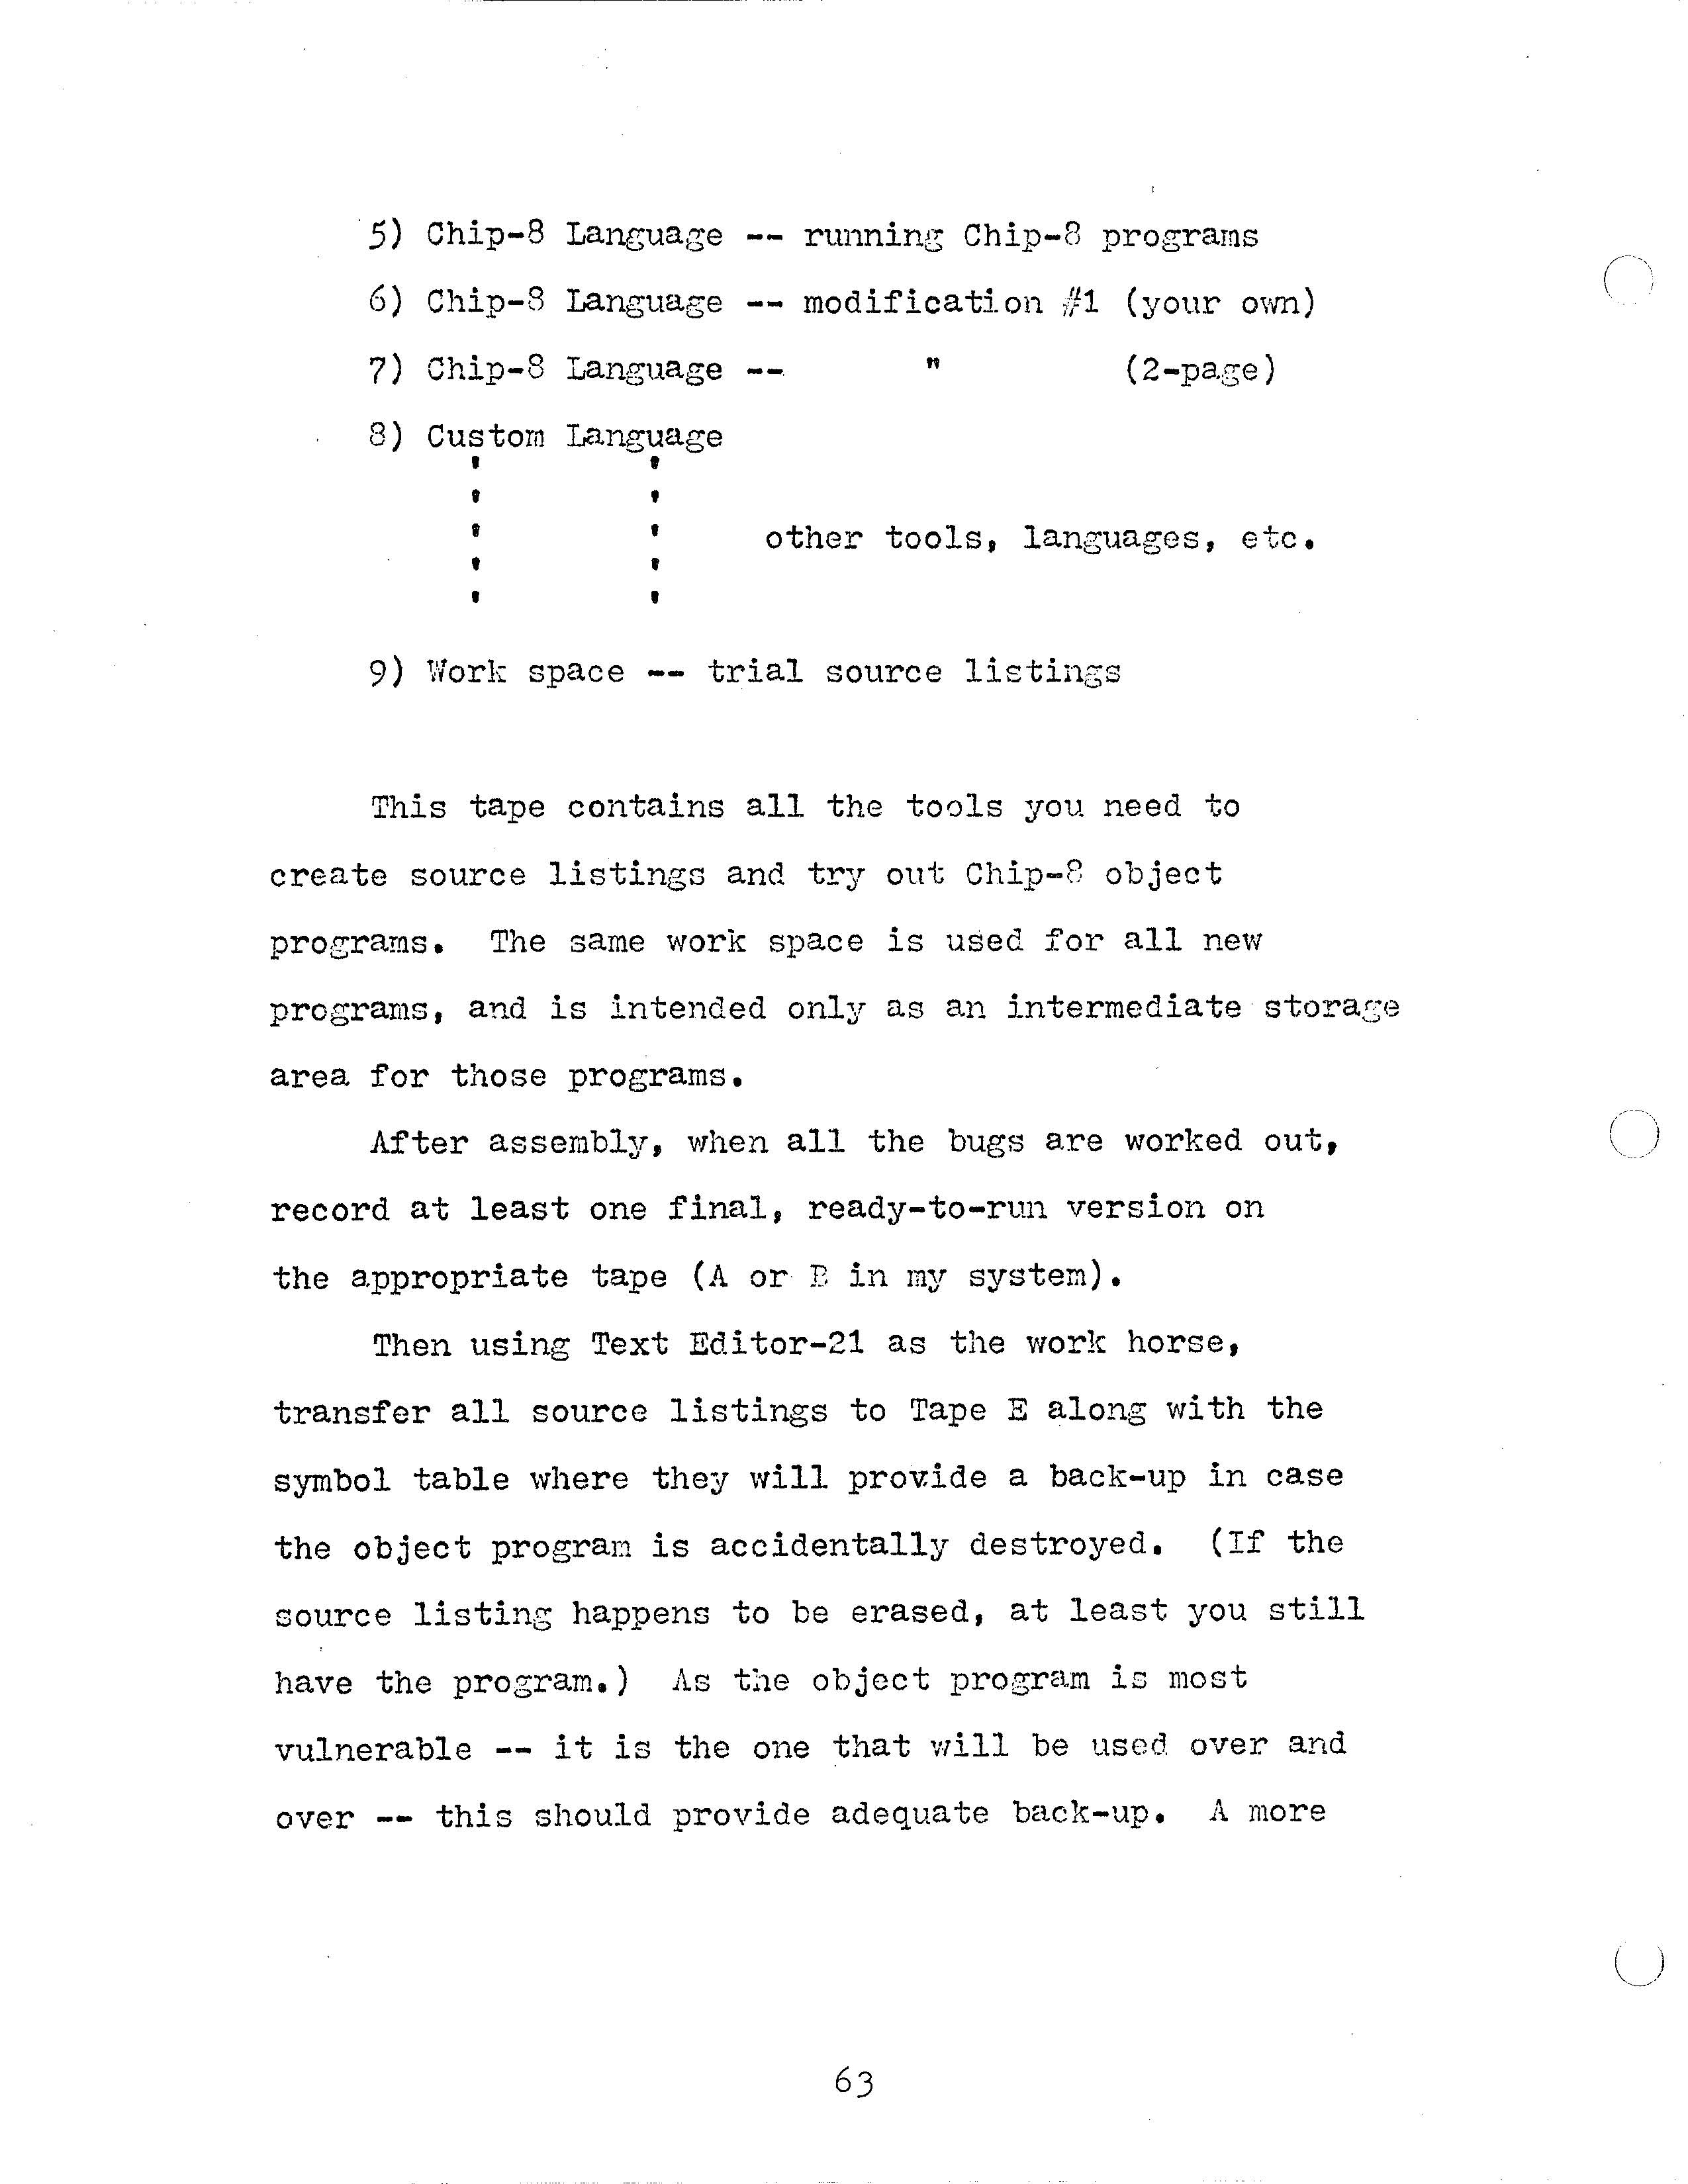 5) Chip-8 Language -- running Chip-8 programs
6) Chip-8 Language -- modification #1 (your own)
7) Chip-8 Language -- " (2-page)
8) Custom Language
' '
' '
' ' other tools, languages, etc.
' '
' '
9) Work space -- trial source listings
This tape contains all the tools you need to
create source listings and try out Chip-8 object
programs. The same work space is used for all new
programs, and is intended only as an intermediate storage
area for those programs.
After assembly, when all the bugs are worked out,
record at least one final, ready-to-run version on
the appropriate tape (A or B in my system).
Then using Text Editor-21 as the work horse,
transfer all source listings to Tape E along with the
symbol table where they will provide a back-up in case
the object program is accidentally destroyed. (If the
source listing happens to be erased, at least you still
have the program.) As the object program is most
vulnerable -- it is the one that will be used over and
over -- this should provide adequate back-up. A more
63